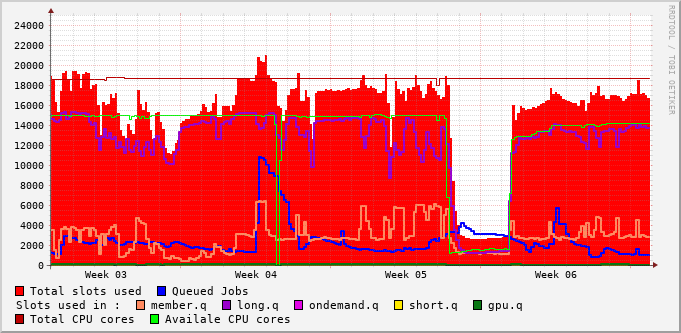 RRDTOOL / TOBI OETIKER
24000
22000
20000
18000
16000
14000
12000
10000
8000
6000
4000
2000
0
Week 03 Week 04 Week 05 Week 06
Total slots used Queued Jobs
Slots used in : member.q long.q ondemand.q short.q gpu.q
Total CPU cores Availale CPU cores